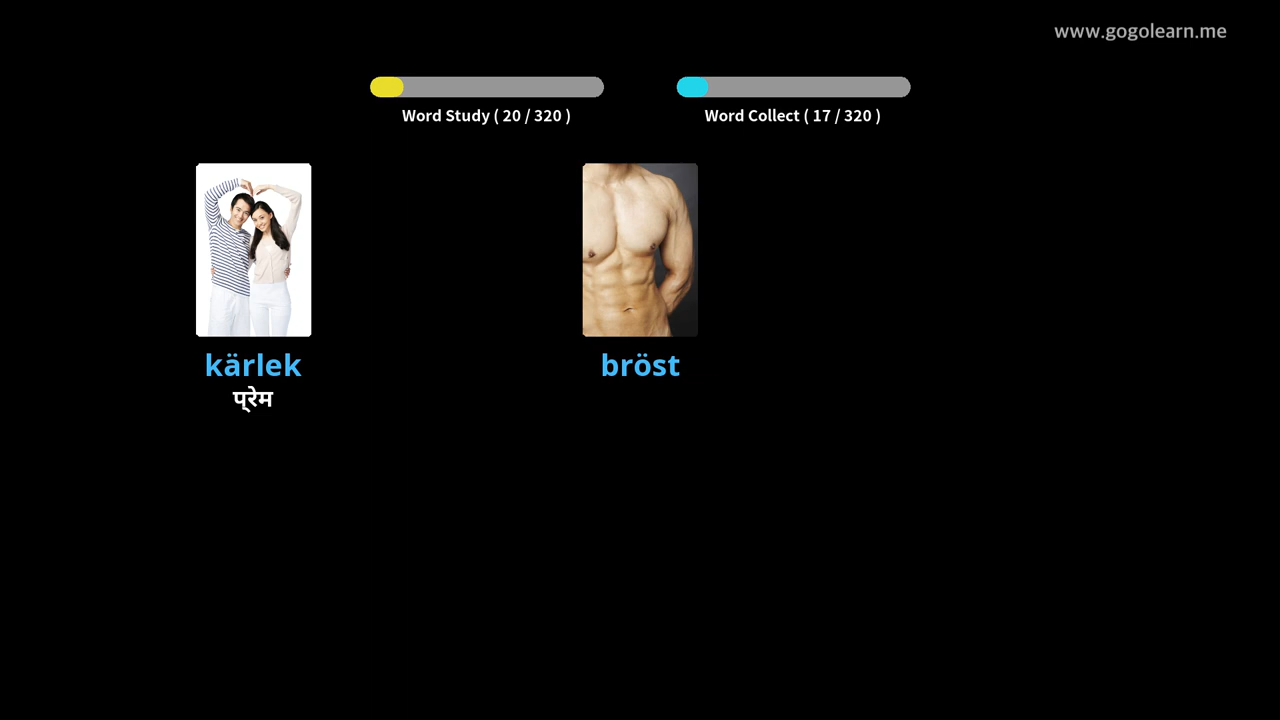 www.gogolearn.me
Word Study ( 20 / 320 )
Word Collect ( 17 / 320 )
kärlek
प्रेम
bröst